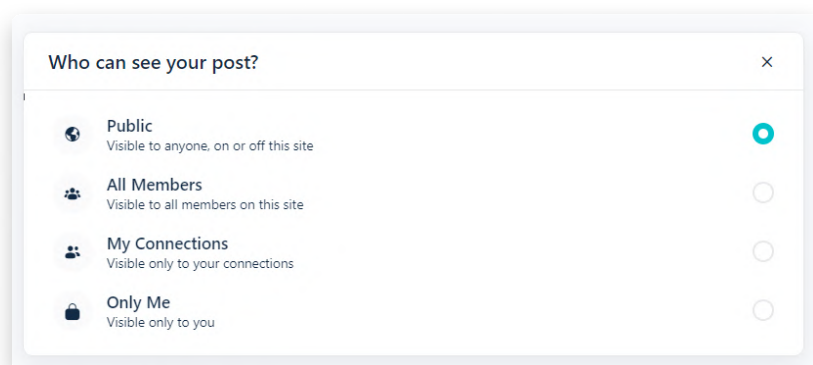 Who can see your post?
Public
Visible to anyone, on or off this site
All Members
Visible to all members on this site
My Connections
Visible only to your connections
Only Me
Visible only to you